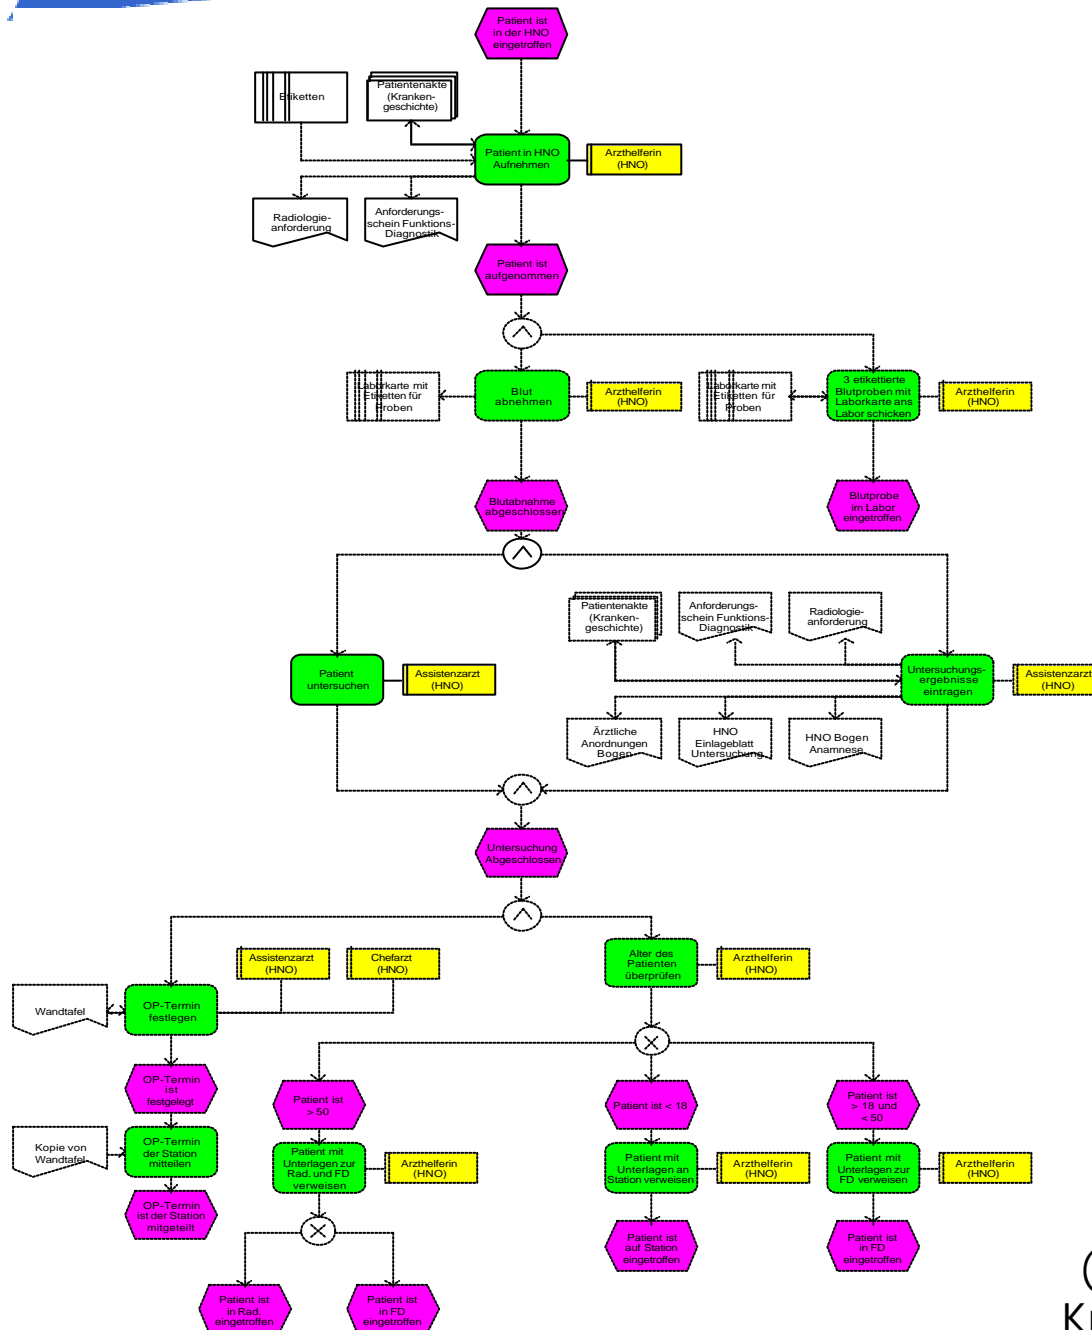 Patient ist
in der HNO
eingetroffen
Etiketten
Patientenakte
(Kranken-
geschichte)
Patient in HNO
Aufnehmen
Arzthelferin
(HNO)
Radiologie-
anforderung
Anforderungs-
schein Funktions-
Diagnostik
Patient ist
aufgenommen
Laborkarte mit
Etiketten für
Proben
Blut
abnehmen
Arzthelferin
(HNO)
Laborkarte mit
Etiketten für
Proben
3 etikettierte
Blutproben mit
Laborkarte ans
Labor schicken
Arzthelferin
(HNO)
Blutabnahme
abgeschlossen
Blutprobe
im Labor
eingetroffen
Patientenakte
(Kranken-
geschichte)
Anforderungs-
schein Funktions-
Diagnostik
Radiologie-
anforderung
Patient
untersuchen
Assistenzarzt
(HNO)
Untersuchungs-
ergebnisse
eintragen
Assistenzarzt
(HNO)
Ärztliche
Anordnungen
Bogen
HNO
Einlageblatt
Untersuchung
HNO Bogen
Anamnese
Untersuchung
Abgeschlossen
Assistenzarzt
(HNO)
Chefarzt
(HNO)
Alter des
Patienten
überprüfen
Arzthelferin
(HNO)
Wandtafel
OP-Termin
festlegen
OP-Termin
ist
festgelegt
Patient ist
> 50
Patient ist < 18
Patient ist
> 18 und
< 50
Kopie von
Wandtafel
OP-Termin
der Station
mitteilen
Patient mit
Unterlagen zur
Rad. und FD
verweisen
Arzthelferin
(HNO)
Patient mit
Unterlagen an
Station verweisen
Arzthelferin
(HNO)
Patient mit
Unterlagen zur
FD verweisen
Arzthelferin
(HNO)
OP-Termin
ist der Station
mitgeteilt
Patient ist
auf Station
eingetroffen
Patient ist
in FD
eingetroffen
Patient ist
in Rad.
eingetroffen
Patient ist
in FD
eingetroffen